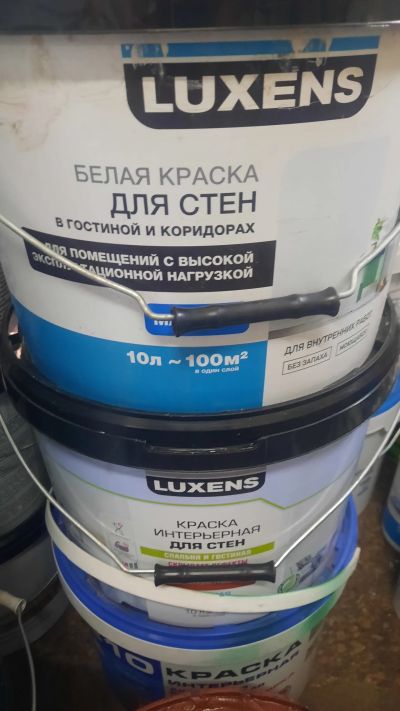 LUXENS
БЕЛАЯ КРАСКА
ДЛЯ СТЕН
В ГОСТИНОЙ И КОРИДОРАХ
ДЛЯ ПОМЕЩЕНИЙ С ВЫСОКОЙ
ЭКСПЛУАТАЦИОННОЙ НАГРУЗКОЙ
10л ~ 100м²
в один слой
ДЛЯ ВНУТРЕННИХ РАБОТ
БЕЗ ЗАПАХА
LUXENS
КРАСКА
ИНТЕРЬЕРНАЯ
ДЛЯ СТЕН
СПАЛЬНИ И ГОСТИНАЯ
10
КРАСКА
ИНТЕРЬЕРНАЯ